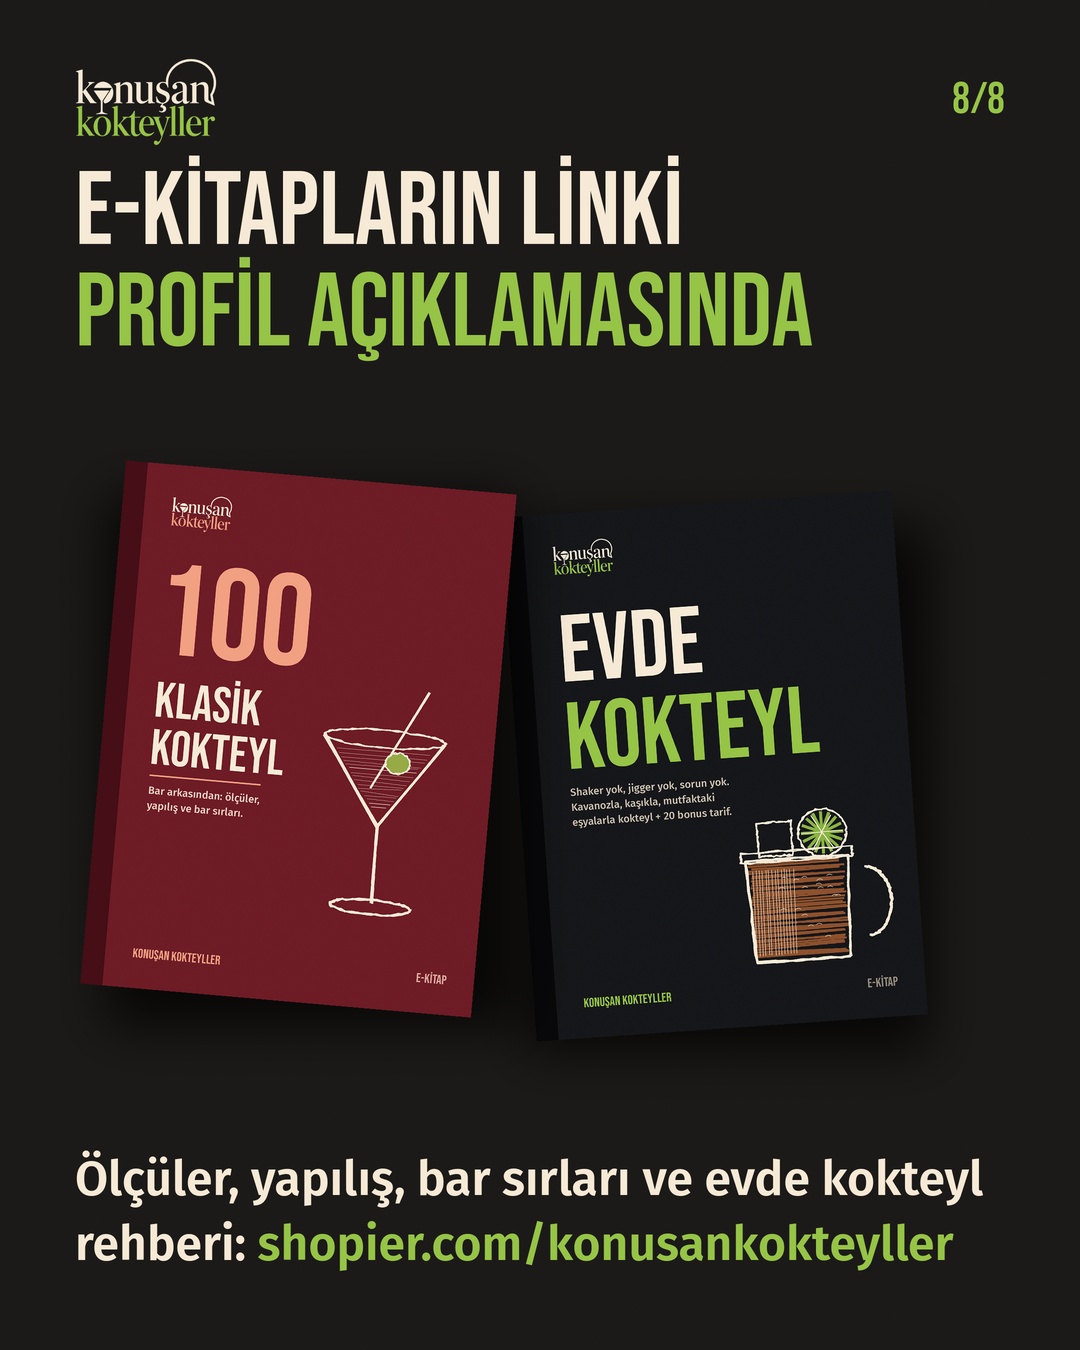 konuşan
kokteyller
8/8
E-KİTAPLARIN LİNKİ
PROFİL AÇIKLAMASINDA
konuşan
kokteyller
100
KLASİK
KOKTEYL
Bar arkasından: ölçüler,
yapılış ve bar sırları.
KONUŞAN KOKTEYLLER
E-KİTAP
konuşan
kokteyller
EVDE
KOKTEYL
Shaker yok, jigger yok, sorun yok.
Kavanozla, kaşıkla, mutfaktaki
eşyalarla kokteyl + 20 bonus tarif.
KONUŞAN KOKTEYLLER
E-KİTAP
Ölçüler, yapılış, bar sırları ve evde kokteyl
rehberi: shopier.com/konusankokteyller